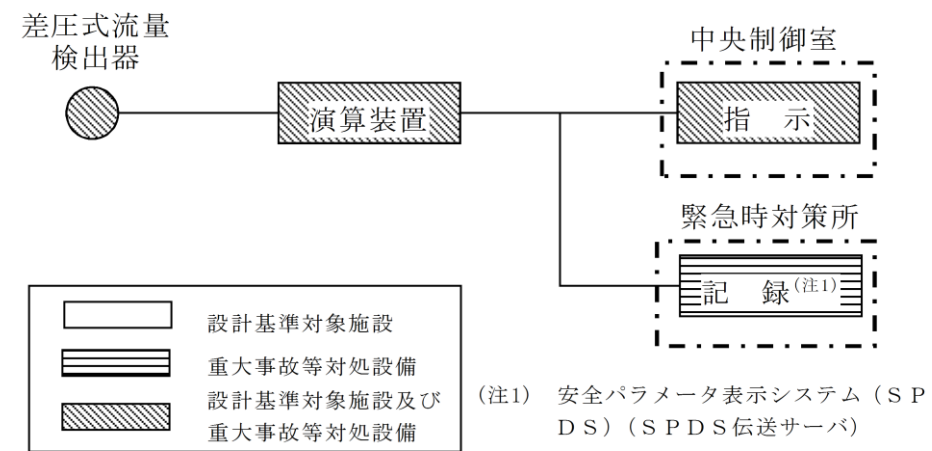 差圧式流量
検出器
演算装置
中央制御室
指 示
緊急時対策所
記 録(注1)
設計基準対象施設
重大事故等対処設備
設計基準対象施設及び
重大事故等対処設備
(注1) 安全パラメータ表示システム(SP
DS)(SPDS伝送サーバ)